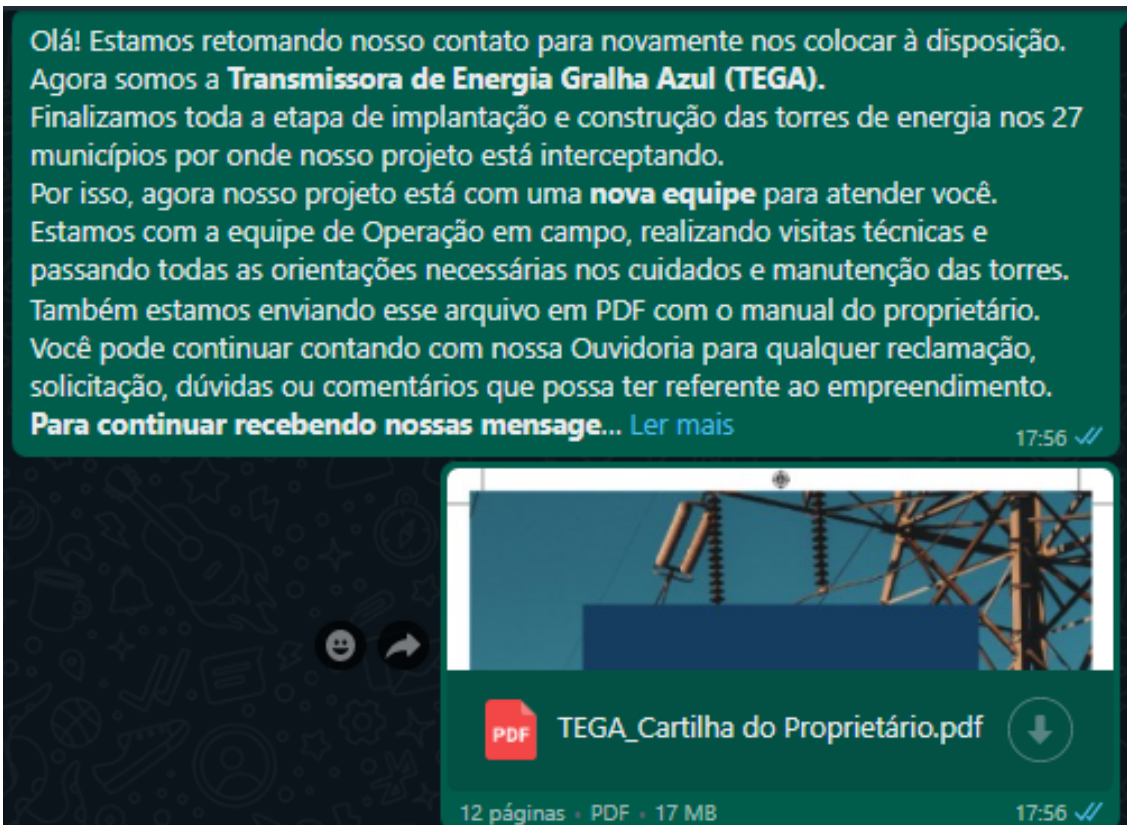 Olá! Estamos retomando nosso contato para novamente nos colocar à disposição.
Agora somos a Transmissora de Energia Gralha Azul (TEGA).
Finalizamos toda a etapa de implantação e construção das torres de energia nos 27
municípios por onde nosso projeto está interceptando.
Por isso, agora nosso projeto está com uma nova equipe para atender você.
Estamos com a equipe de Operação em campo, realizando visitas técnicas e
passando todas as orientações necessárias nos cuidados e manutenção das torres.
Também estamos enviando esse arquivo em PDF com o manual do proprietário.
Você pode continuar contando com nossa Ouvidoria para qualquer reclamação,
solicitação, dúvidas ou comentários que possa ter referente ao empreendimento.
Para continuar recebendo nossas mensage... Ler mais
17:56
PDF
TEGA_Cartilha do Proprietário.pdf
12 páginas • PDF • 17 MB
17:56